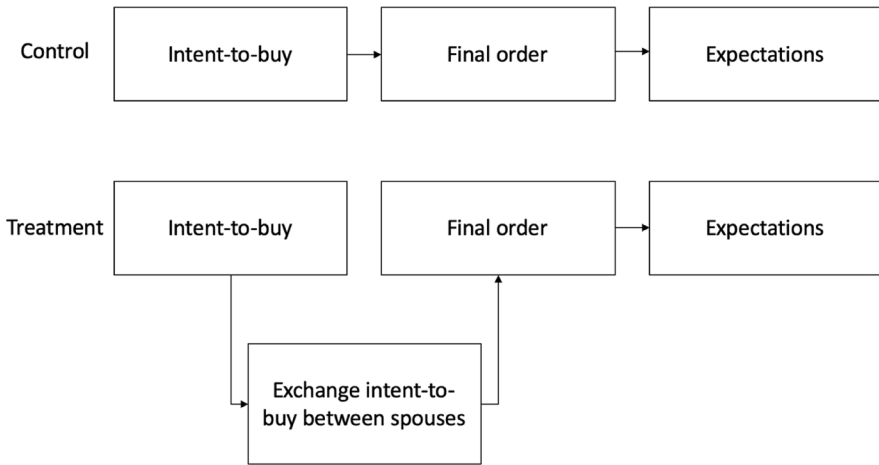 Control
Intent-to-buy
Final order
Expectations
Treatment
Intent-to-buy
Final order
Expectations
Exchange intent-to-
buy between spouses